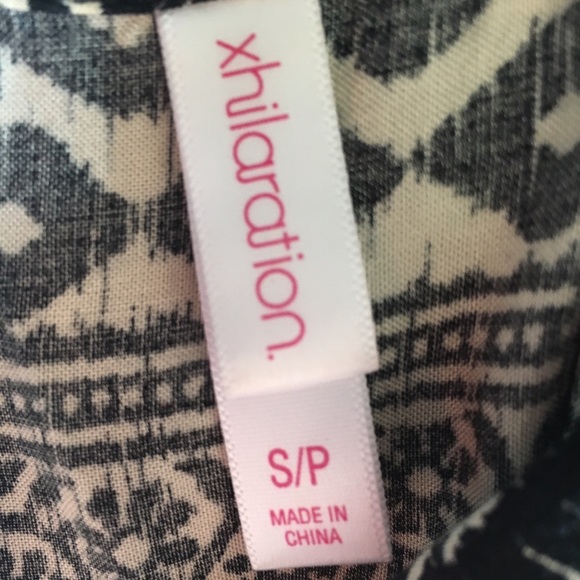 xhilaration.
S/P
MADE IN
CHINA